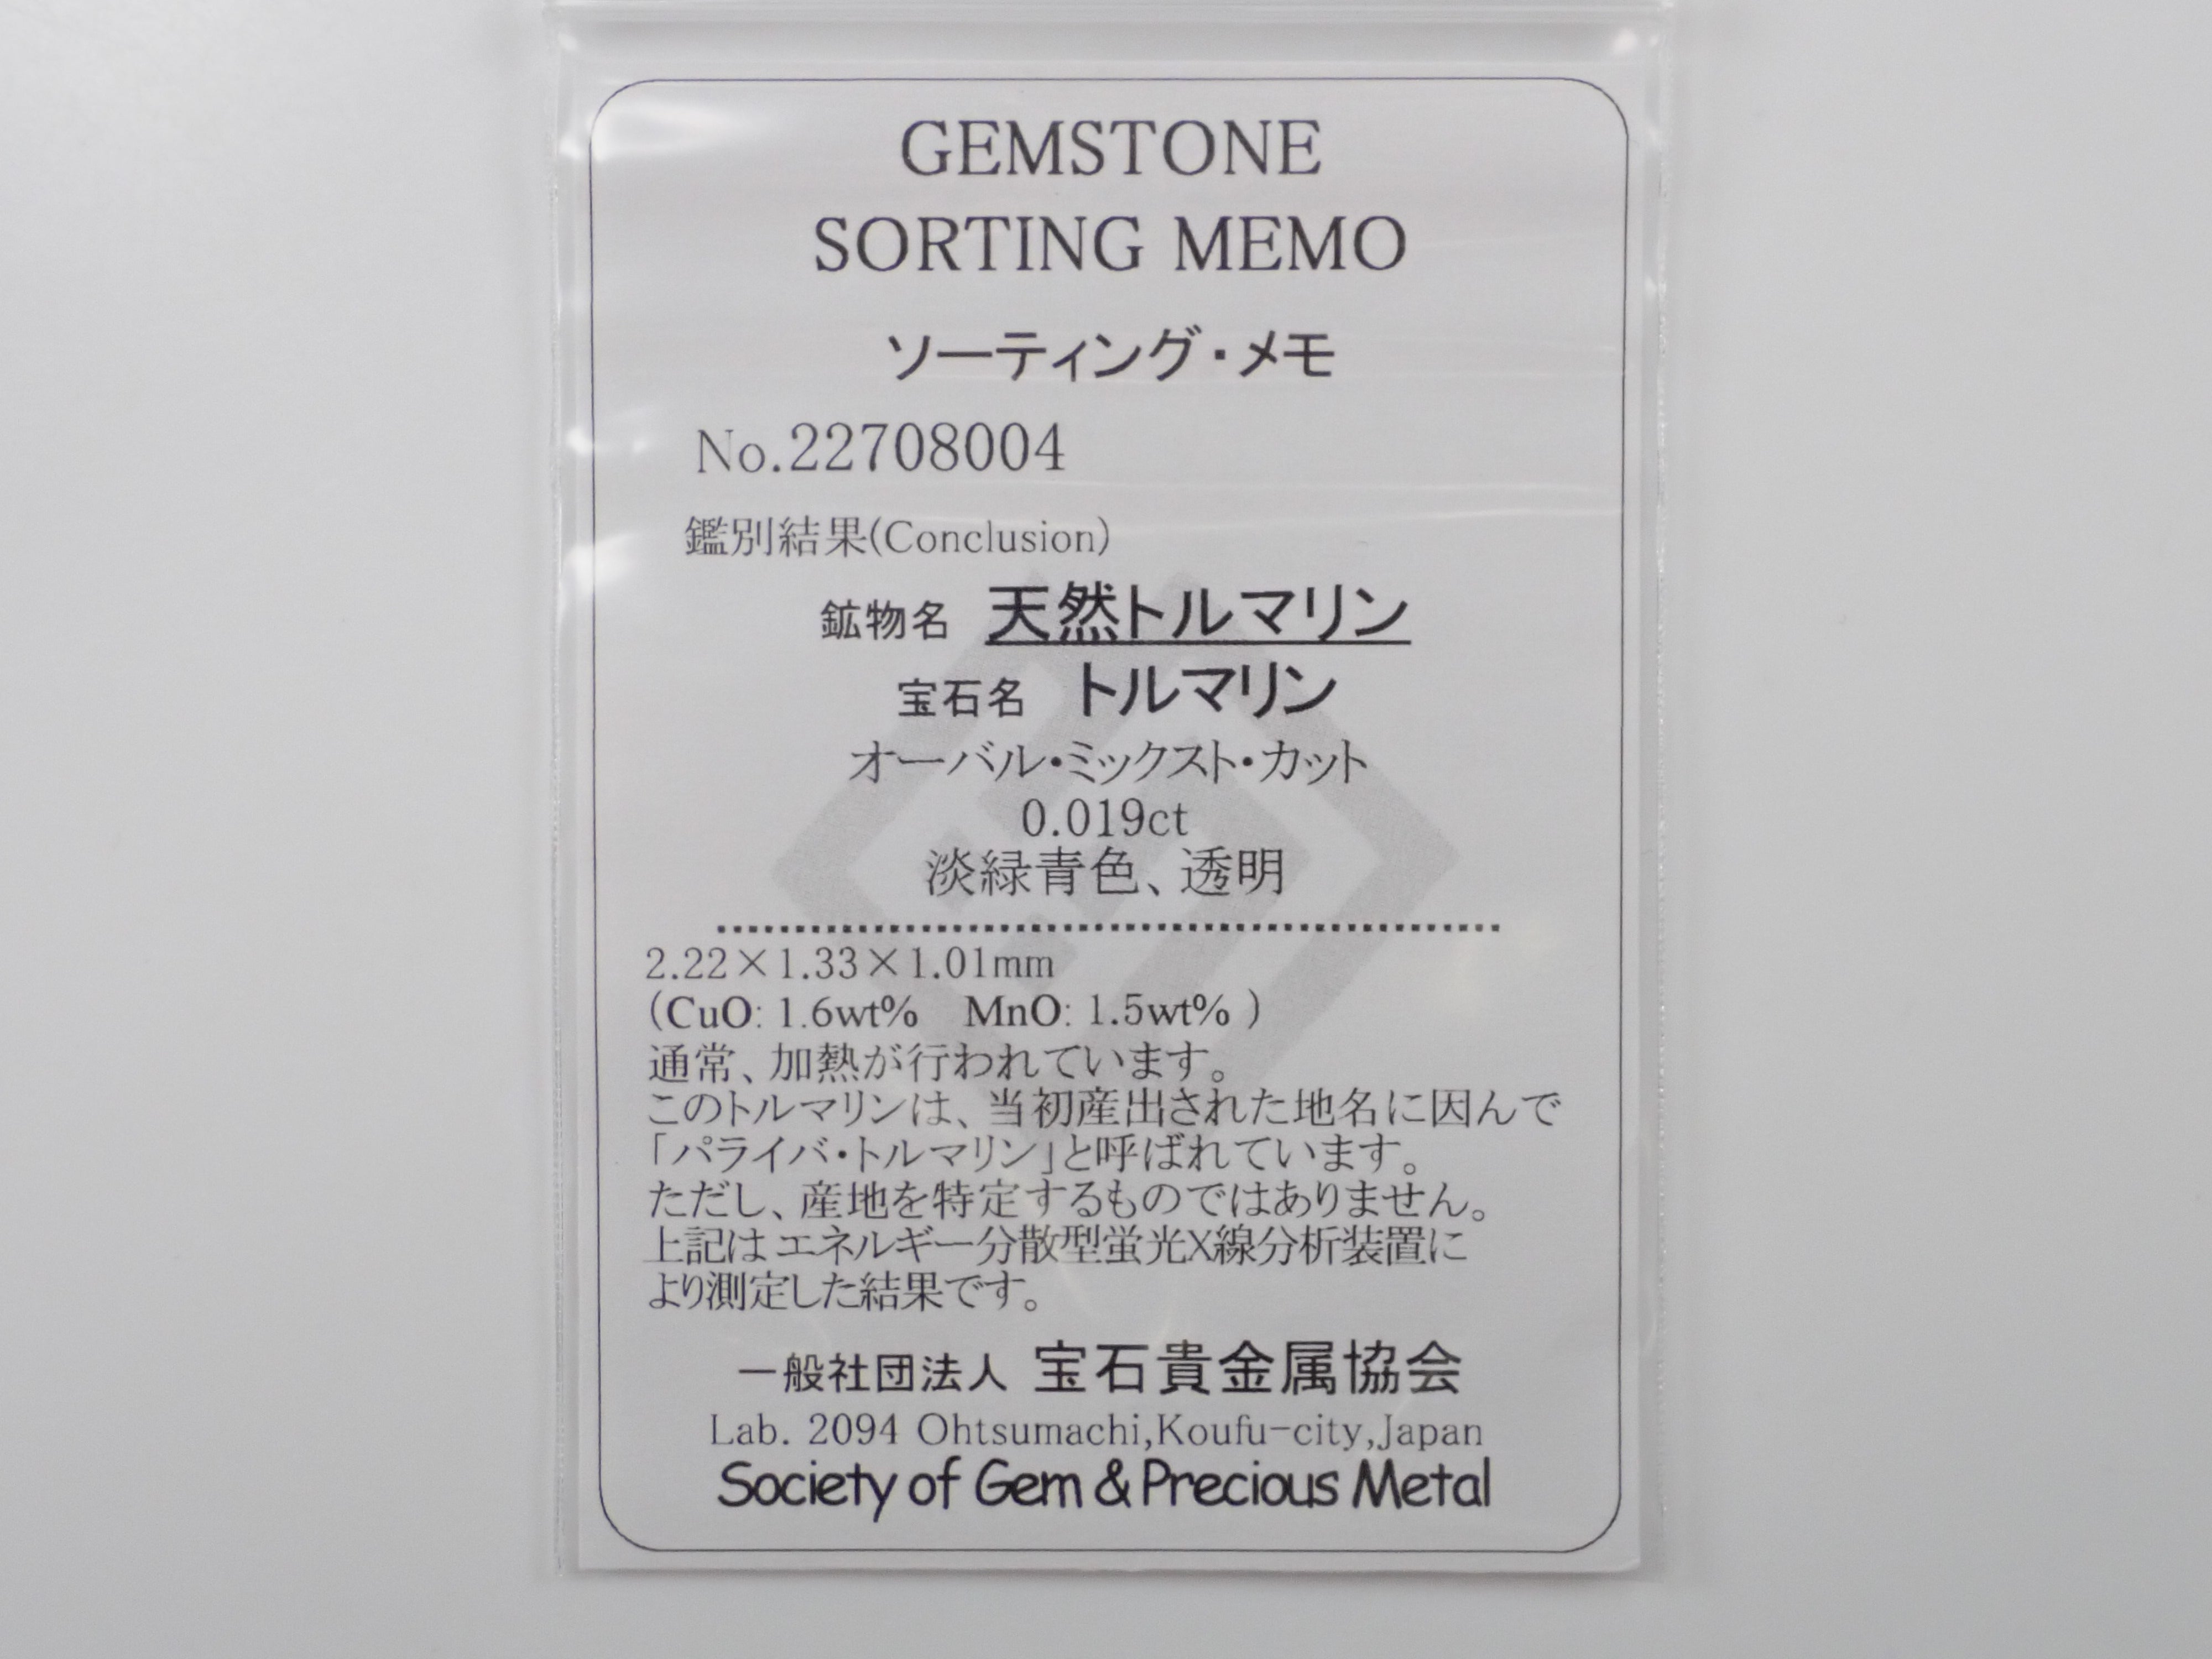 GEMSTONE
SORTING MEMO
ソーティング・メモ
No.22708004
鑑別結果(Conclusion)
鉱物名 天然トルマリン
宝石名 トルマリン
オーバル・ミックスト・カット
0.019ct
淡緑青色、透明
2.22×1.33×1.01mm
(CuO: 1.6wt% MnO: 1.5wt% )
通常、加熱が行われています。
このトルマリンは、当初産出された地名に因んで
「パライバ・トルマリン」と呼ばれています。
ただし、産地を特定するものではありません。
上記はエネルギー分散型蛍光X線分析装置に
より測定した結果です。
一般社団法人 宝石貴金属協会
Lab. 2094 Ohtsumachi,Koufu-city,Japan
Society of Gem & Precious Metal